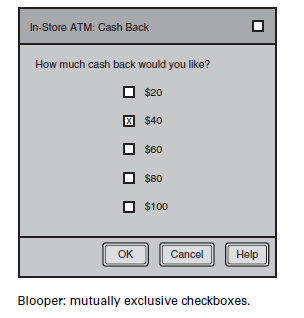 In-Store ATM: Cash Back
How much cash back would you like?
$20
X $40
$60
$80
$100
OK Cancel Help
Blooper: mutually exclusive checkboxes.